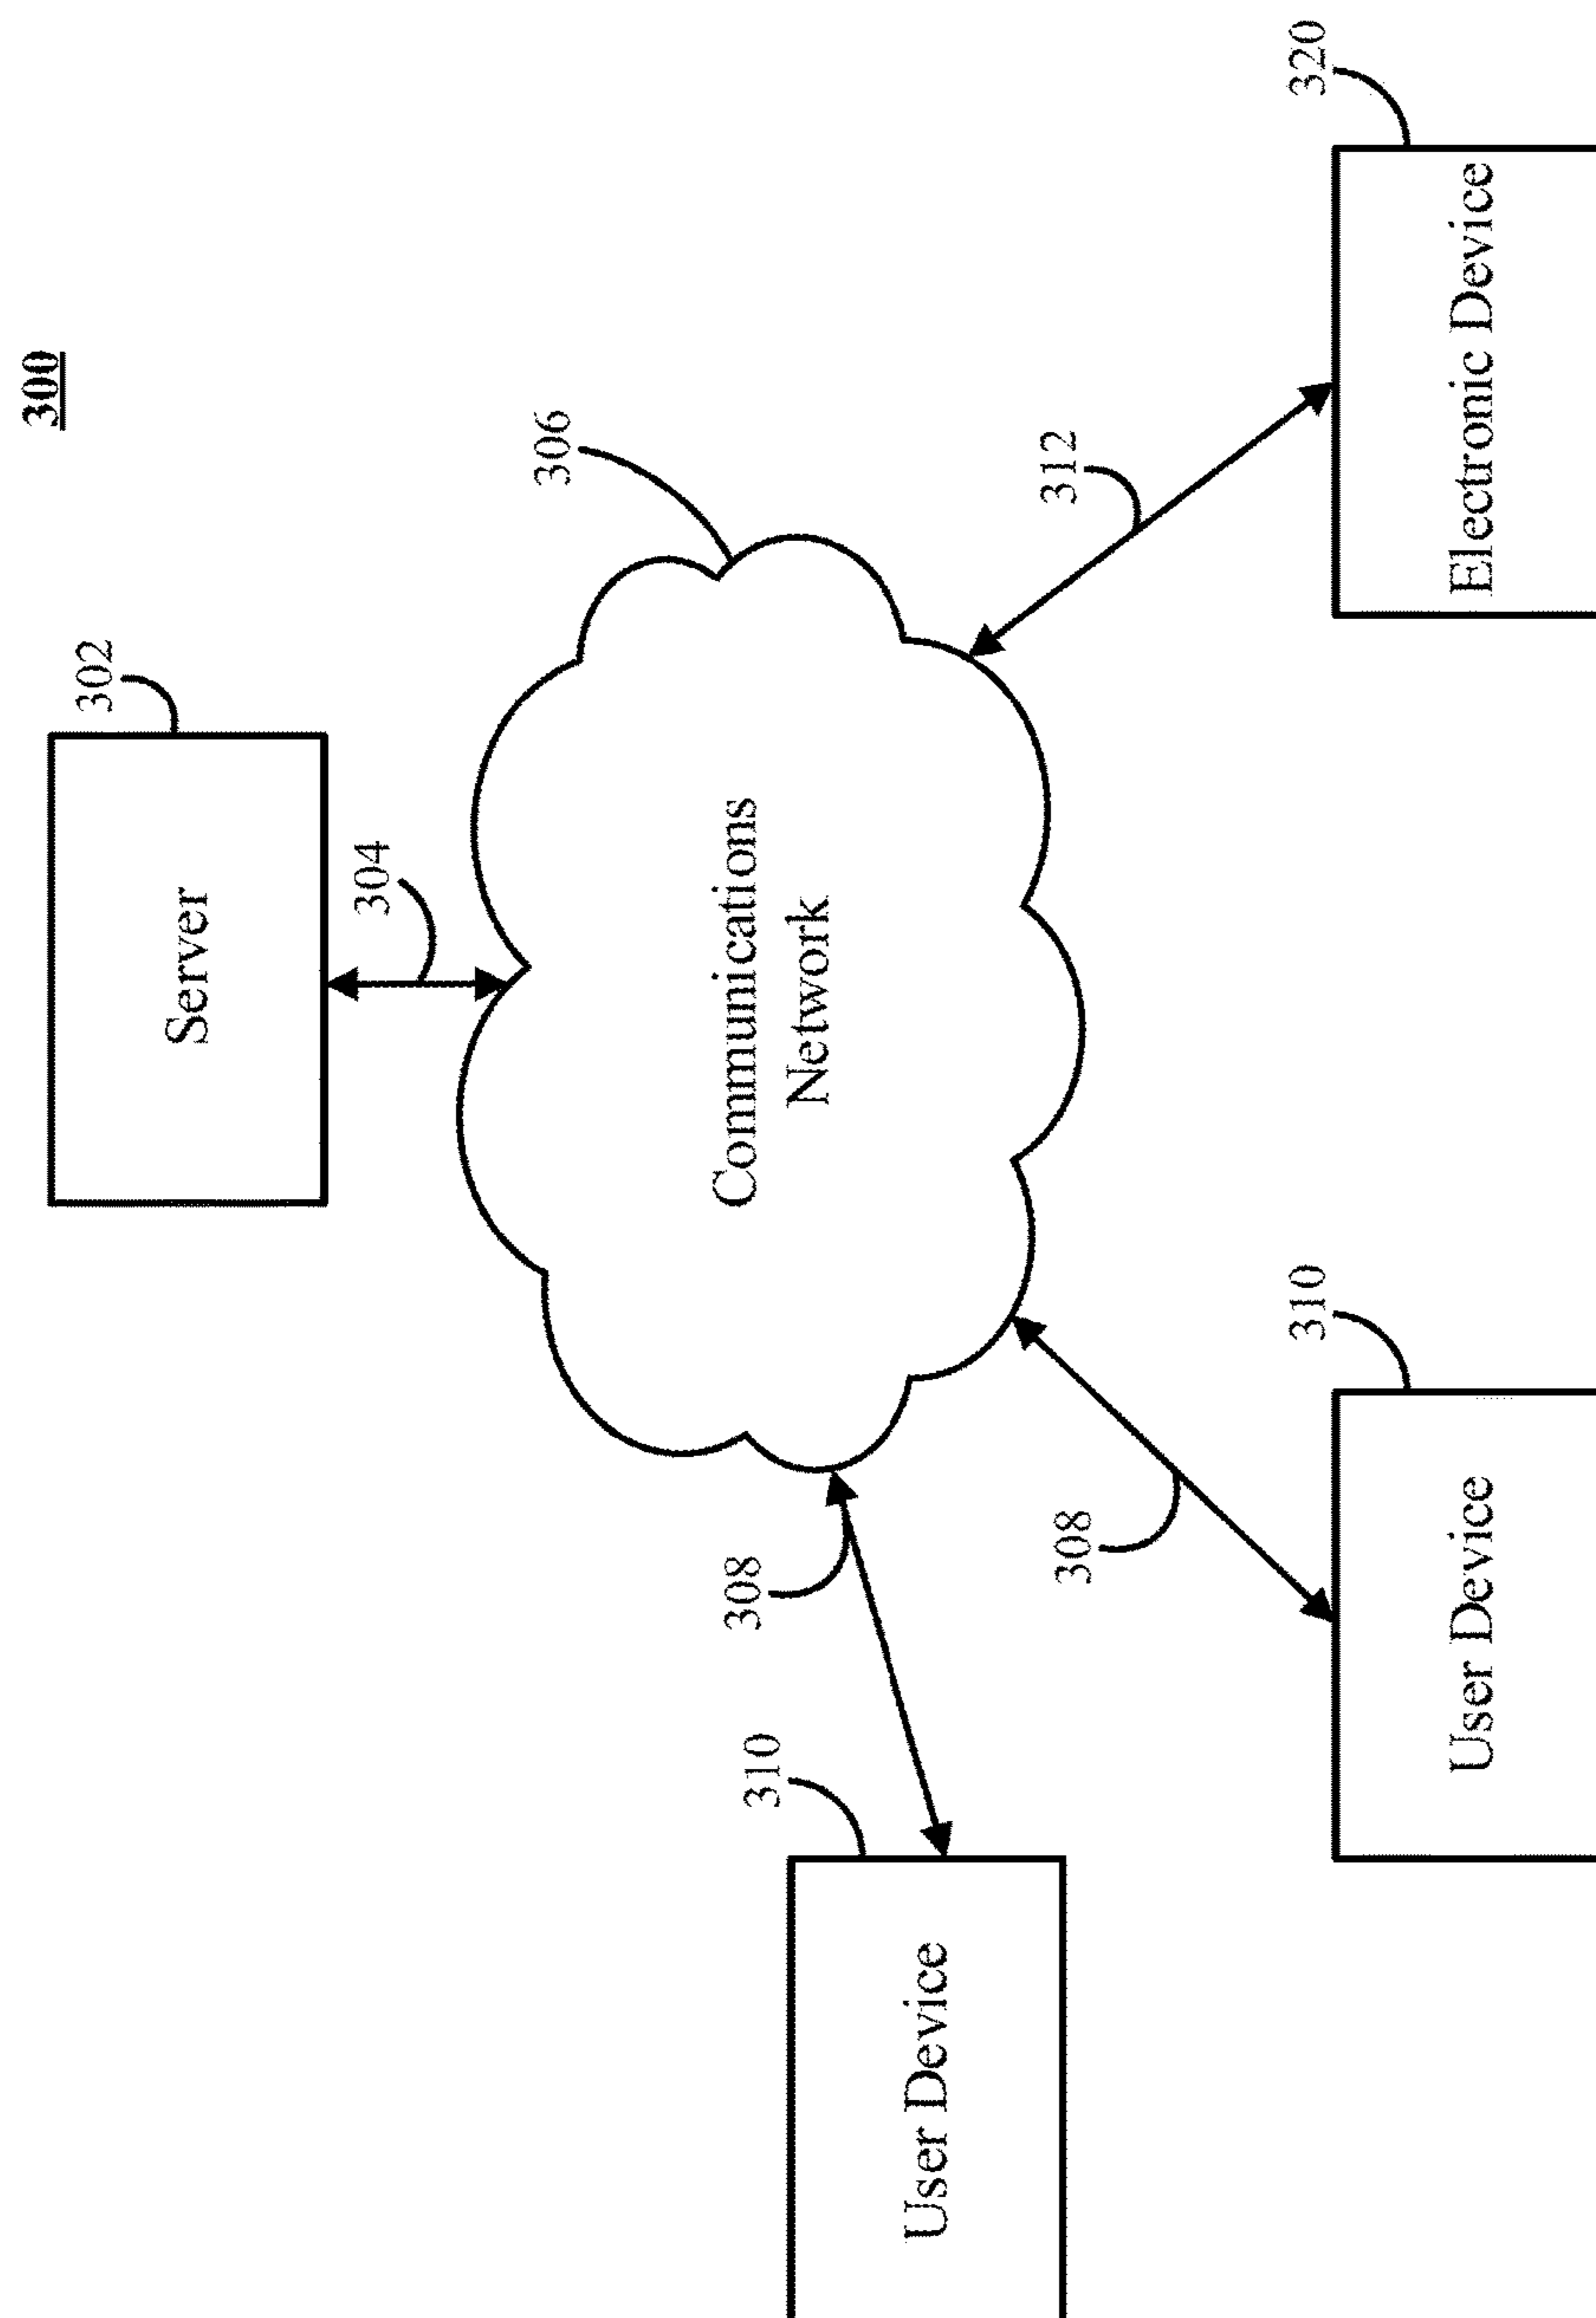 300
302
Server
304
306
Communications
Network
312
320
Electronic Device
308
310
User Device
308
310
User Device